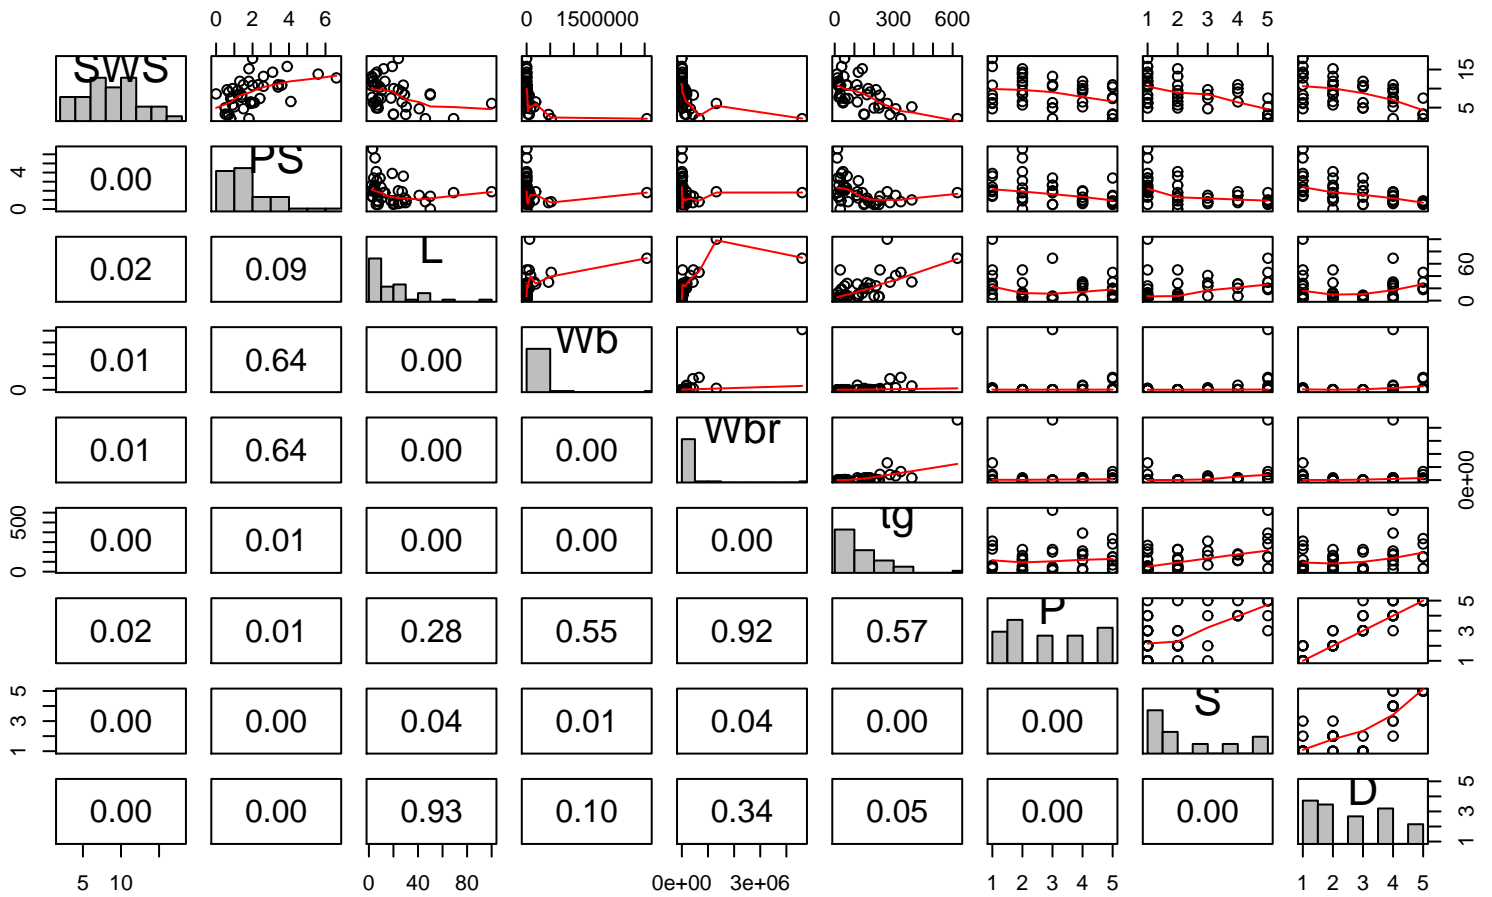 0 2 4 6 0 1500000 0 300 600 1 2 3 4 5
SWS 5 15
0 4 0.00 PS
0.02 0.09 L 0 60
0 0.01 0.64 0.00 Wb
0.01 0.64 0.00 0.00 Wbr 0e+00
0 500 0.00 0.01 0.00 0.00 0.00 tg
0.02 0.01 0.28 0.55 0.92 0.57 P 1 3 5
1 3 5 0.00 0.00 0.04 0.01 0.04 0.00 0.00 S
0.00 0.00 0.93 0.10 0.34 0.05 0.00 0.00 D 1 3 5
5 10 0 40 80 0e+00 3e+06 1 2 3 4 5 1 2 3 4 5